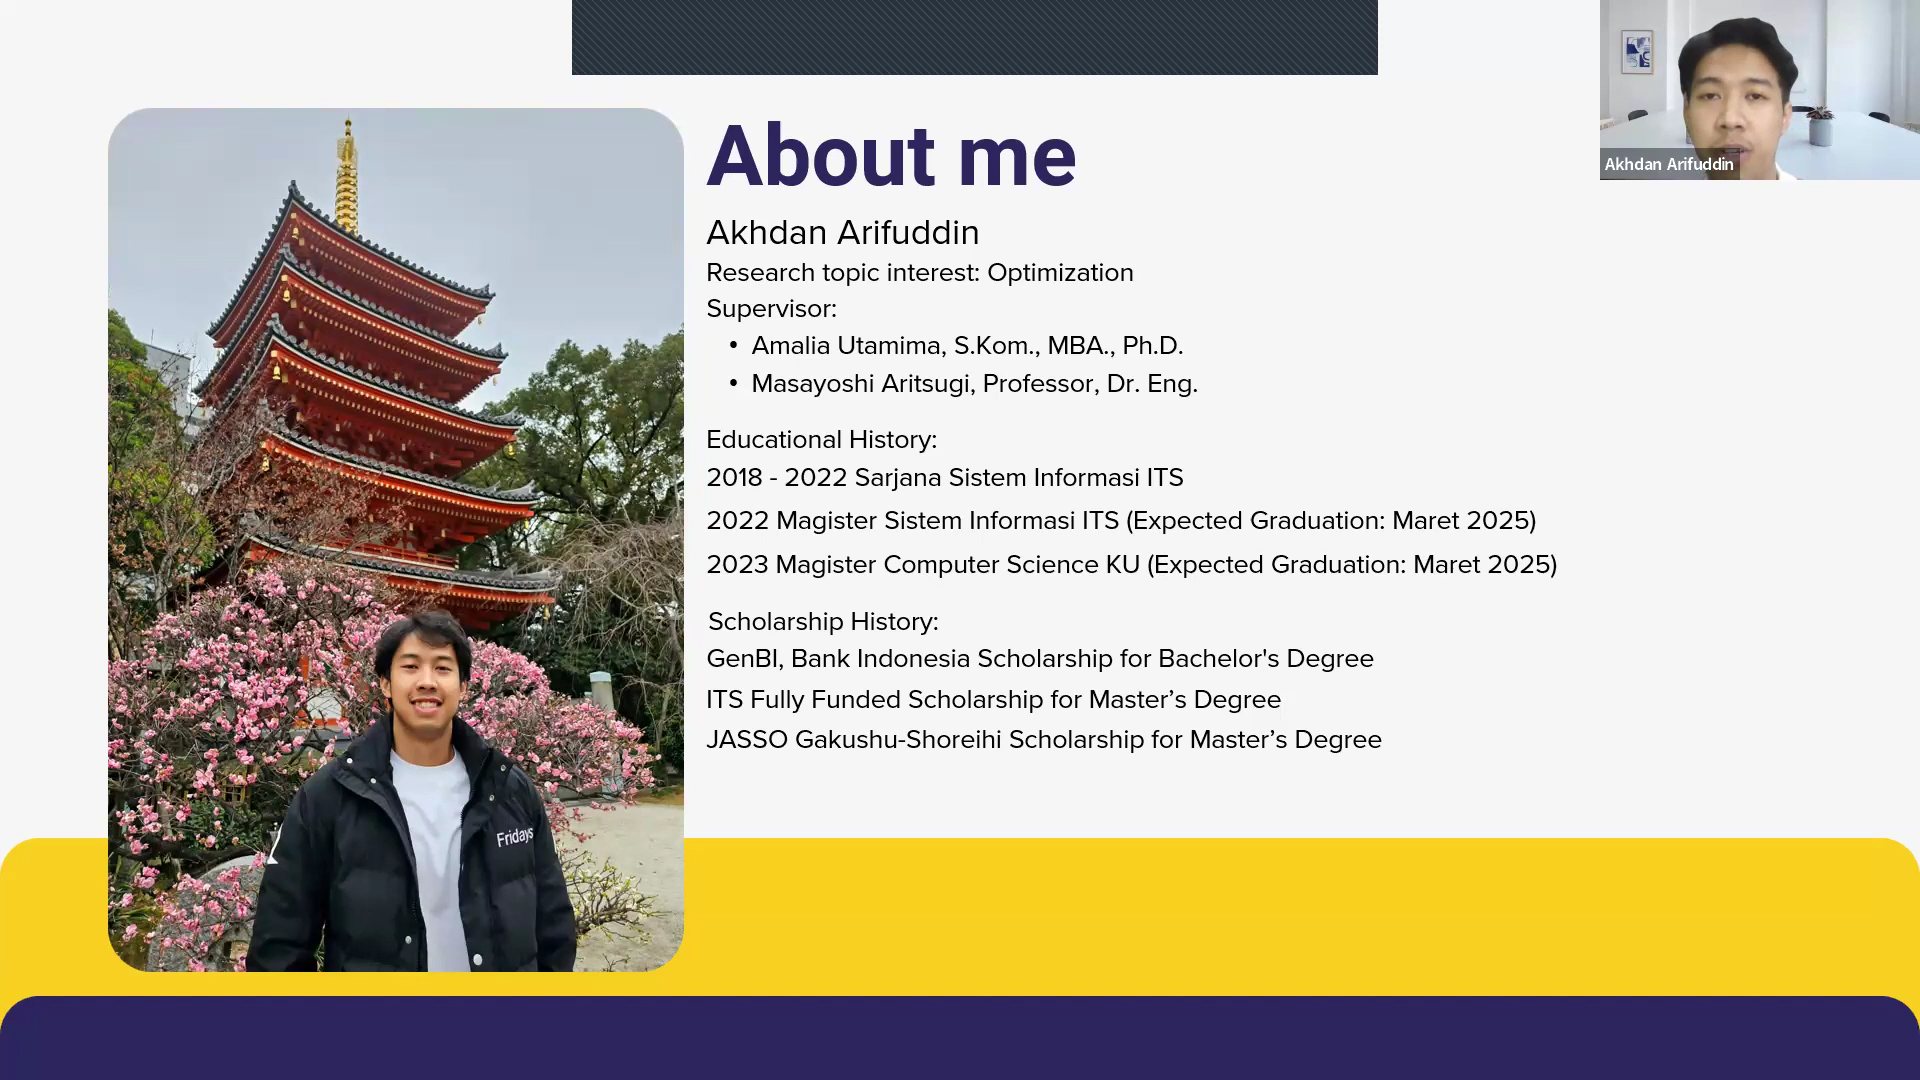 About me
Akhdan Arifuddin
Akhdan Arifuddin
Research topic interest: Optimization
Supervisor:
• Amalia Utamima, S.Kom., MBA., Ph.D.
• Masayoshi Aritsugi, Professor, Dr. Eng.
Educational History:
2018 - 2022 Sarjana Sistem Informasi ITS
2022 Magister Sistem Informasi ITS (Expected Graduation: Maret 2025)
2023 Magister Computer Science KU (Expected Graduation: Maret 2025)
Scholarship History:
GenBI, Bank Indonesia Scholarship for Bachelor's Degree
ITS Fully Funded Scholarship for Master’s Degree
JASSO Gakushu-Shoreihi Scholarship for Master’s Degree
Fridays